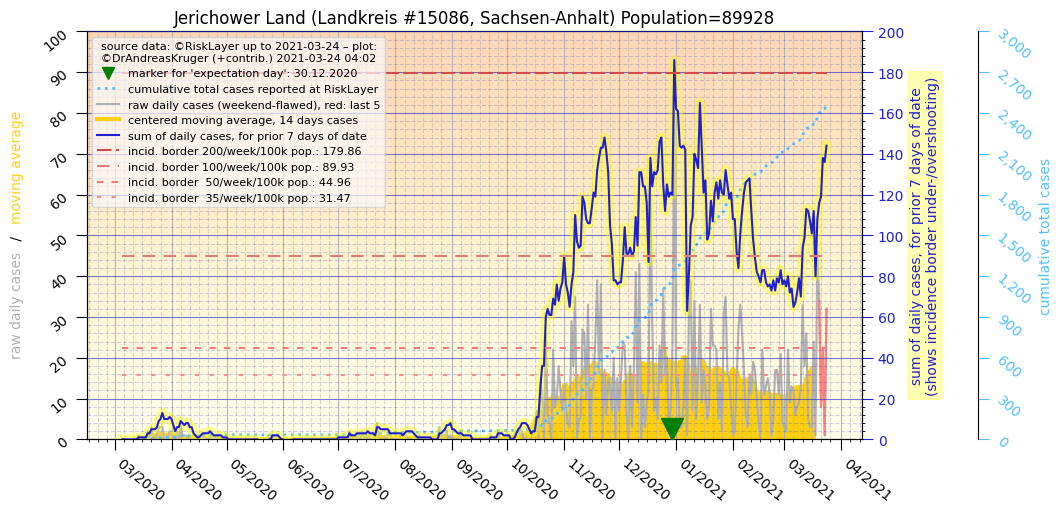 Jerichower Land (Landkreis #15086, Sachsen-Anhalt) Population=89928
source data: ©RiskLayer up to 2021-03-24 – plot:
©DrAndreasKruger (+contrib.) 2021-03-24 04:02
marker for 'expectation day': 30.12.2020
cumulative total cases reported at RiskLayer
raw daily cases (weekend-flawed), red: last 5
centered moving average, 14 days cases
sum of daily cases, for prior 7 days of date
incid. border 200/week/100k pop.: 179.86
incid. border 100/week/100k pop.: 89.93
incid. border  50/week/100k pop.: 44.96
incid. border  35/week/100k pop.: 31.47
raw daily cases / moving average
100
90
80
70
60
50
40
30
20
10
0
03/2020
04/2020
05/2020
06/2020
07/2020
08/2020
09/2020
10/2020
11/2020
12/2020
01/2021
02/2021
03/2021
04/2021
200
180
160
140
120
100
80
60
40
20
0
sum of daily cases, for prior 7 days of date
(shows incidence border under-/overshooting)
3,000
2,700
2,400
2,100
1,800
1,500
1,200
900
600
300
0
cumulative total cases